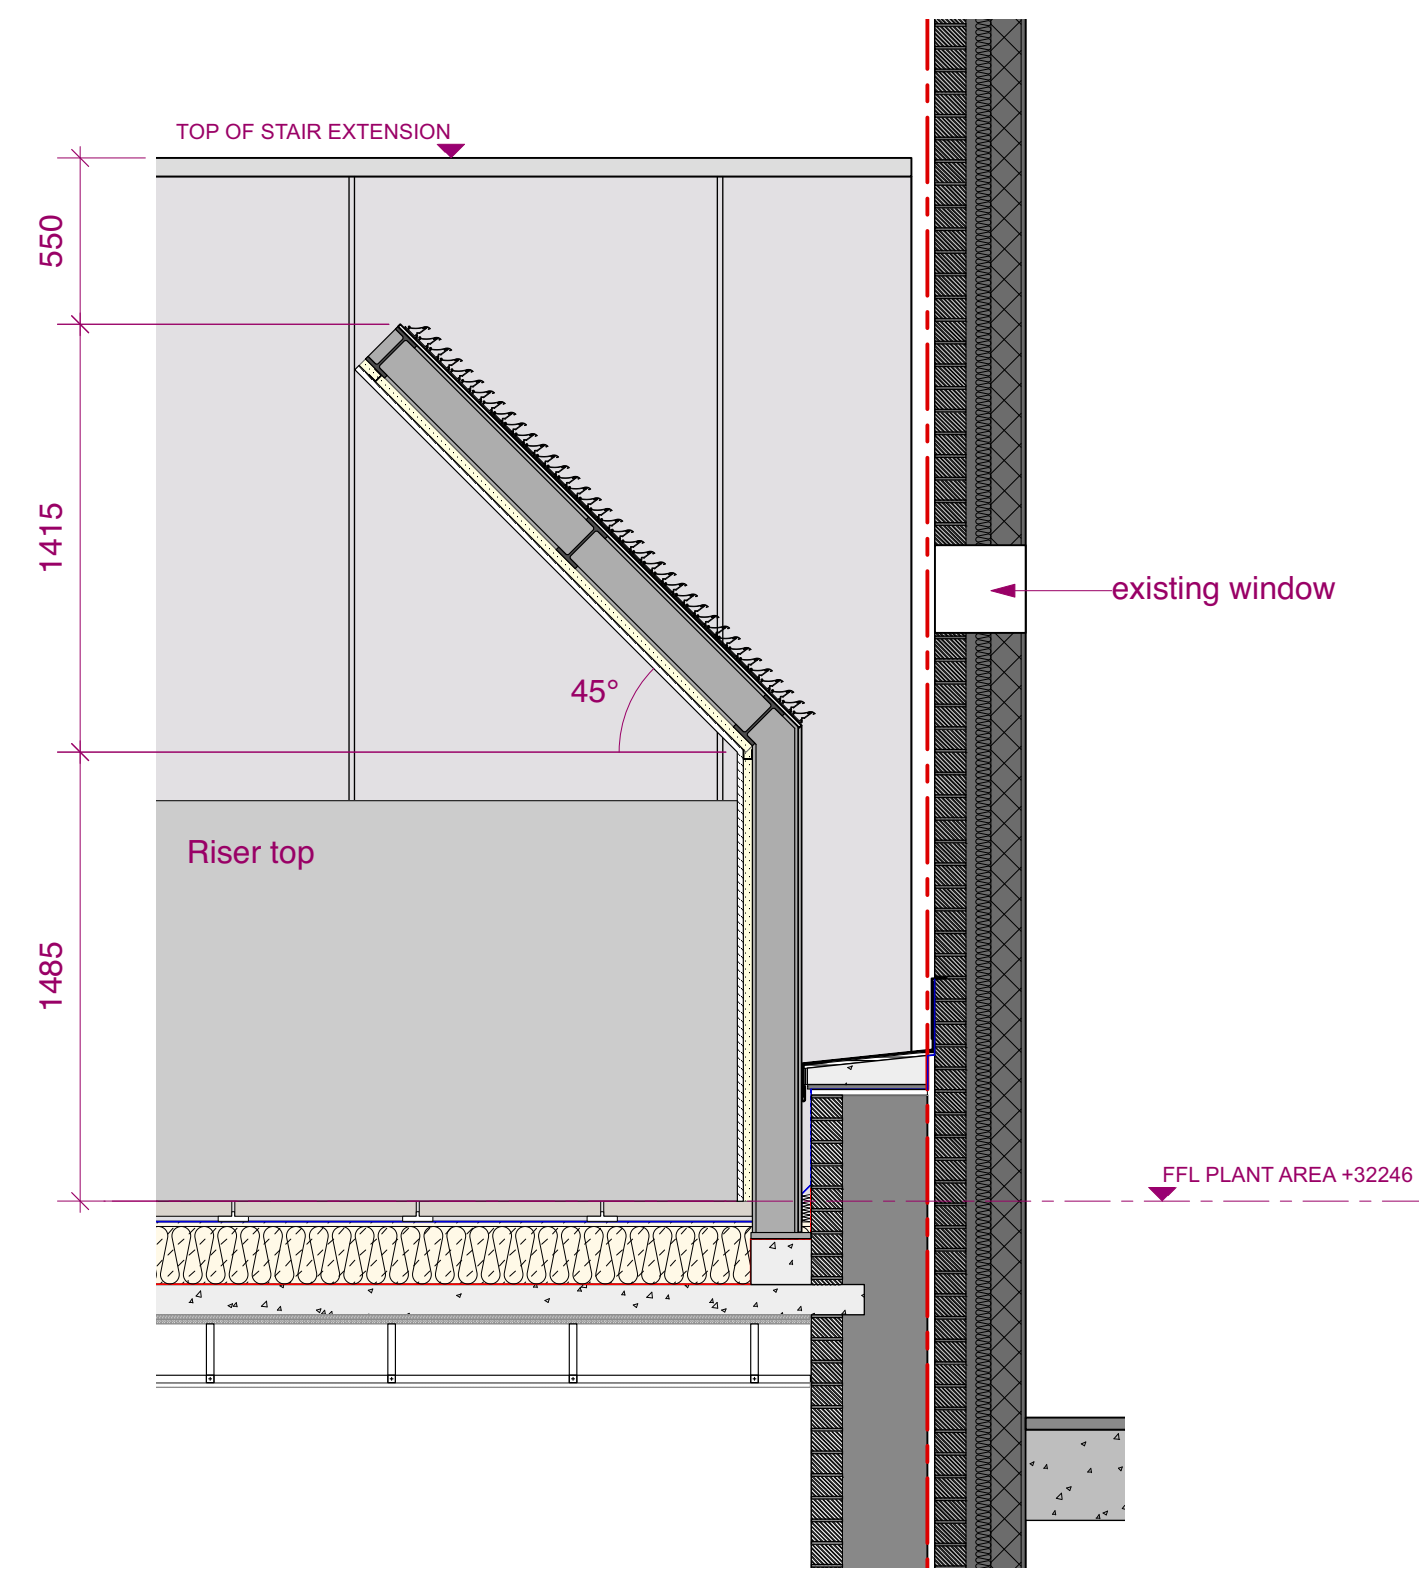 TOP OF STAIR EXTENSION
550
1415
existing window
45°
Riser top
1485
FFL PLANT AREA +32246